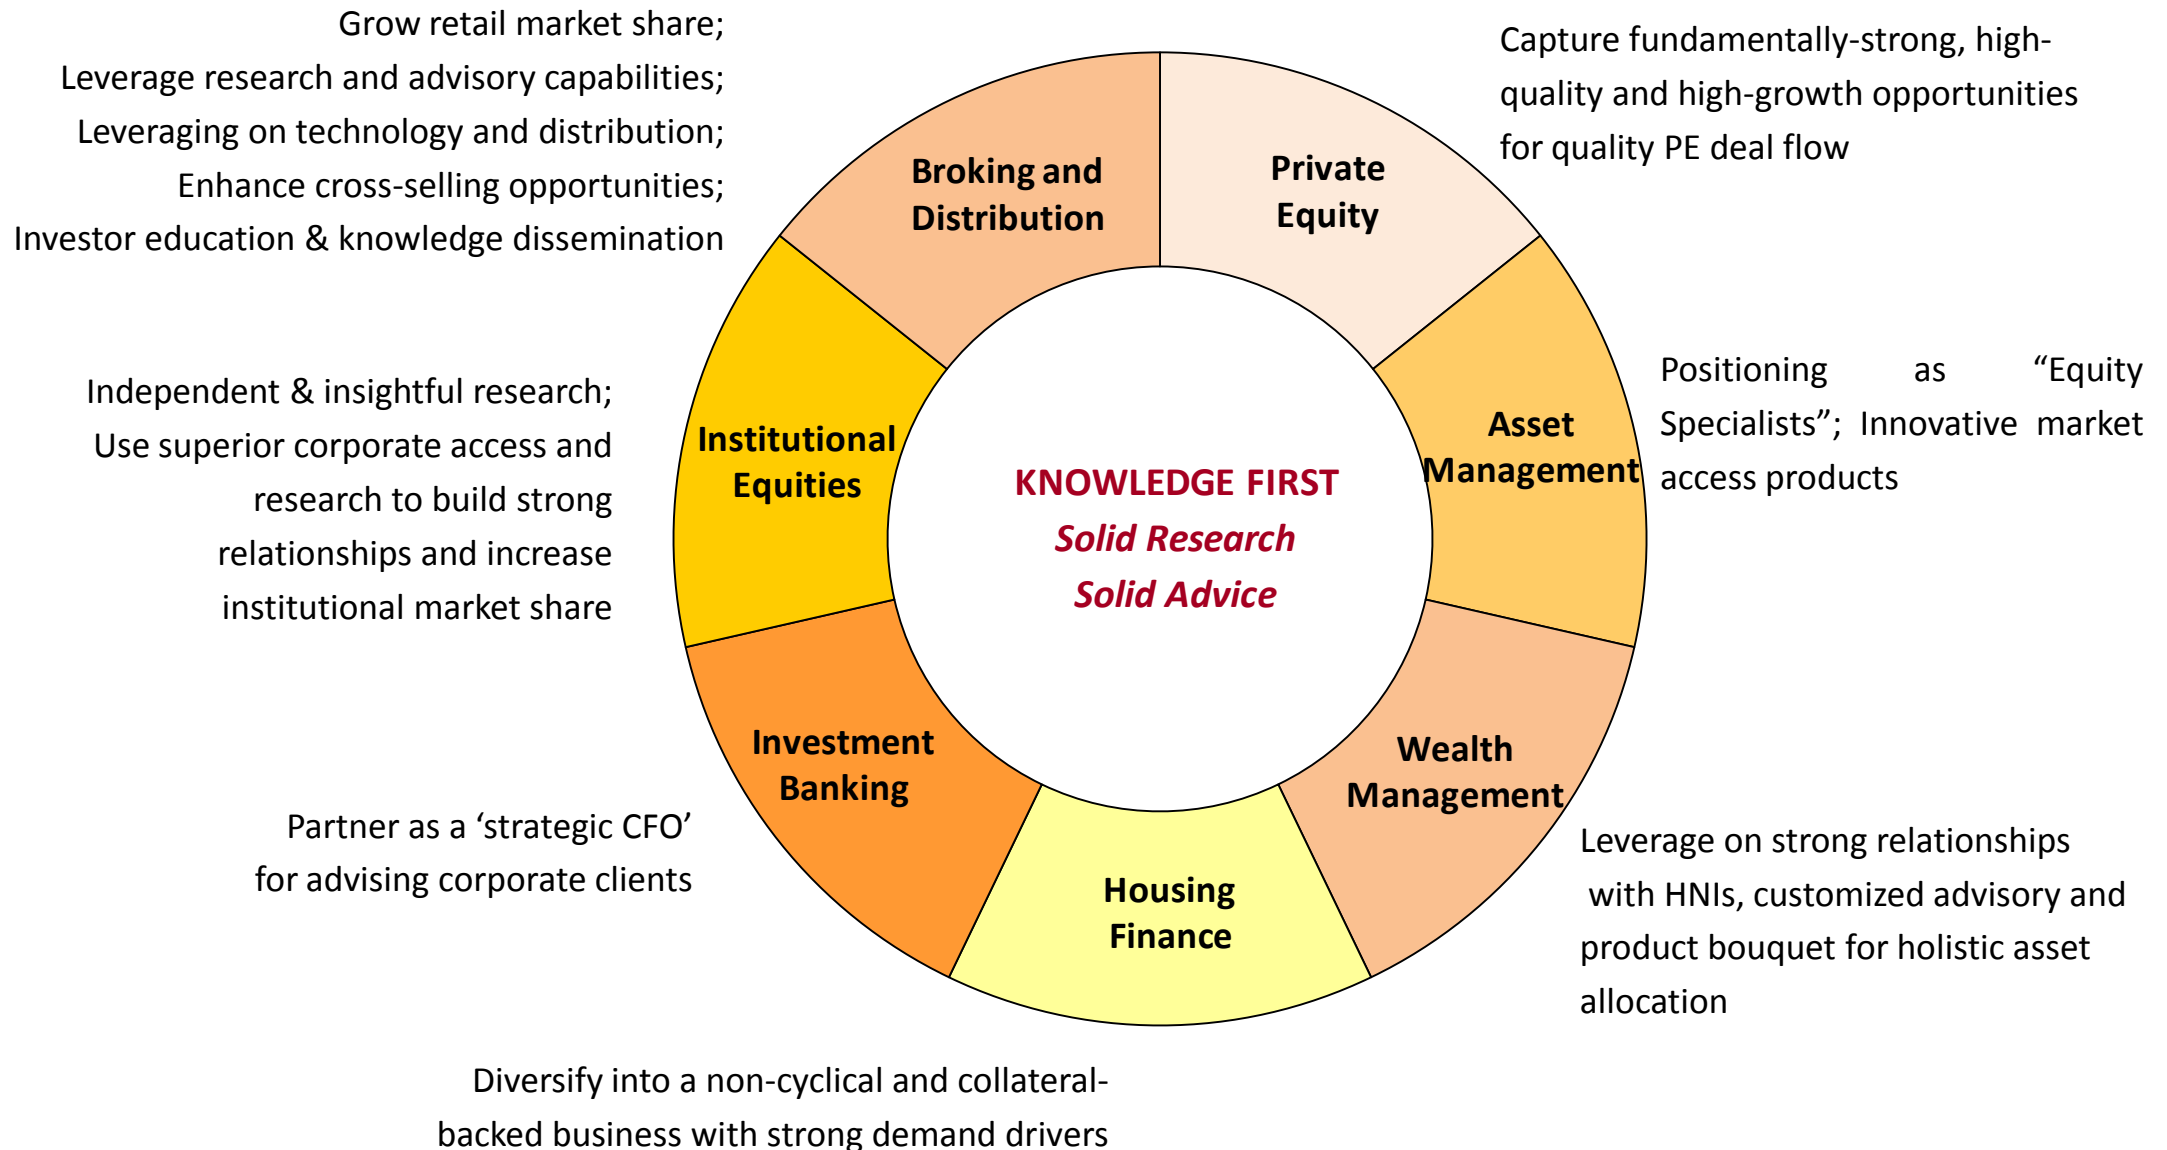 Grow retail market share;
Leverage research and advisory capabilities;
Leveraging on technology and distribution;
Enhance cross-selling opportunities;
Investor education & knowledge dissemination
Broking and
Distribution
Private
Equity
Capture fundamentally-strong, high-
quality and high-growth opportunities
for quality PE deal flow
Independent & insightful research;
Use superior corporate access and
research to build strong
relationships and increase
institutional market share
Institutional
Equities
KNOWLEDGE FIRST
Solid Research
Solid Advice
Asset
Management
Positioning as “Equity
Specialists”; Innovative market
access products
Partner as a ‘strategic CFO’
for advising corporate clients
Investment
Banking
Housing
Finance
Wealth
Management
Leverage on strong relationships
with HNIs, customized advisory and
product bouquet for holistic asset
allocation
Diversify into a non-cyclical and collateral-
backed business with strong demand drivers